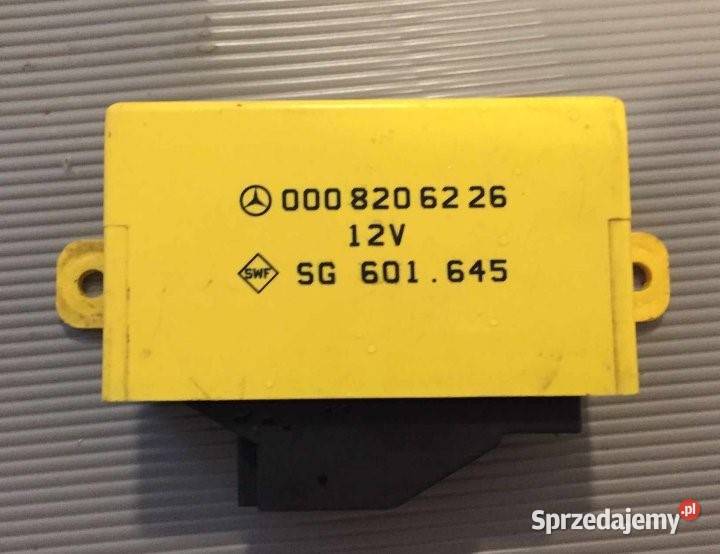 000 820 62 26
12V
SWF SG 601.645
Sprzedajemy.pl